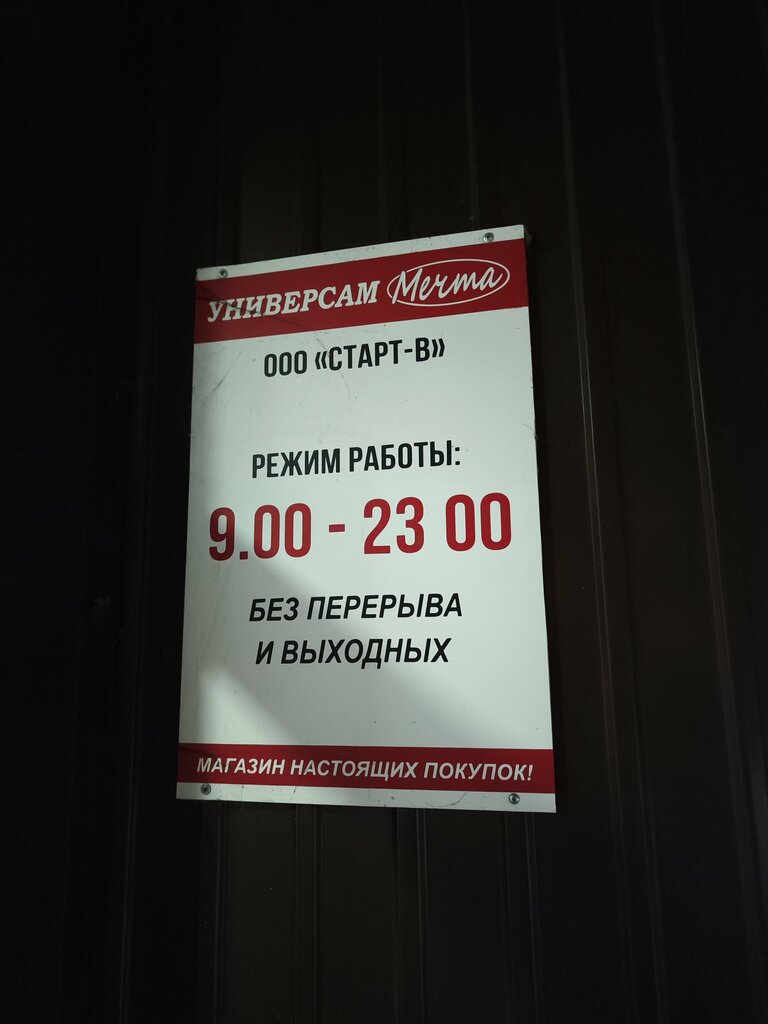 УНИВЕРСАМ Мечта
ООО «СТАРТ-В»
РЕЖИМ РАБОТЫ:
9.00 - 23 00
БЕЗ ПЕРЕРЫВА
И ВЫХОДНЫХ
МАГАЗИН НАСТОЯЩИХ ПОКУПОК!